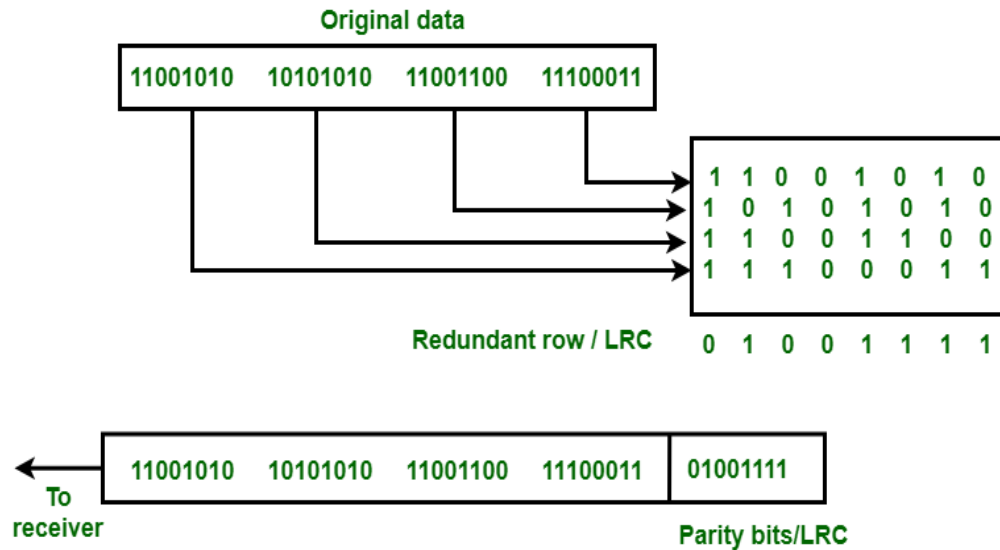 Original data
11001010 10101010 11001100 11100011
1 1 0 0 1 0 1 0
1 0 1 0 1 0 1 0
1 1 0 0 1 1 0 0
1 1 1 0 0 0 1 1
Redundant row / LRC 0 1 0 0 1 1 1 1
11001010 10101010 11001100 11100011 01001111
To
receiver
Parity bits/LRC